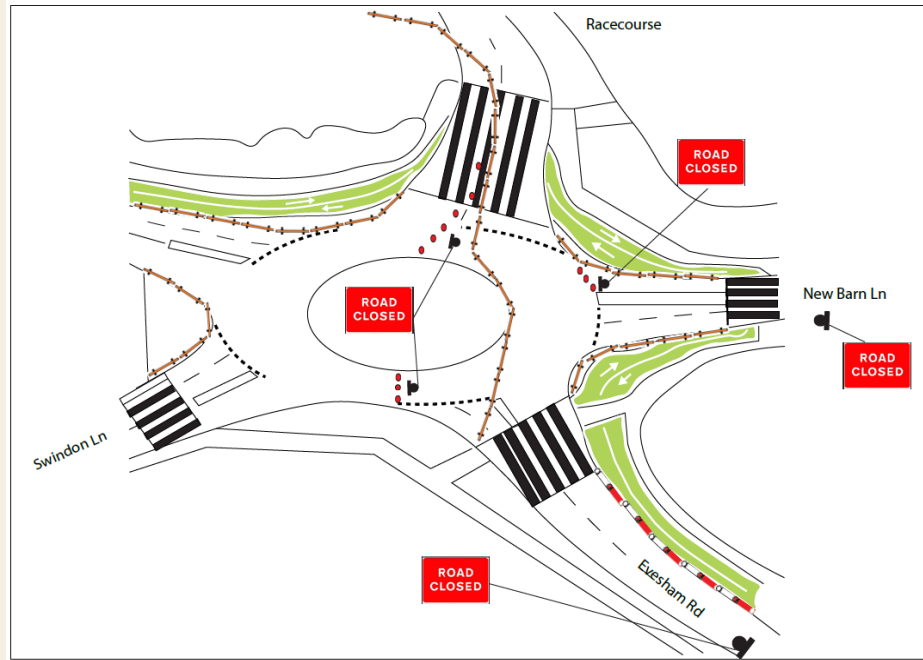 Racecourse
ROAD
CLOSED
ROAD
CLOSED
New Barn Ln
ROAD
CLOSED
Swindon Ln
ROAD
CLOSED
Evesham Rd